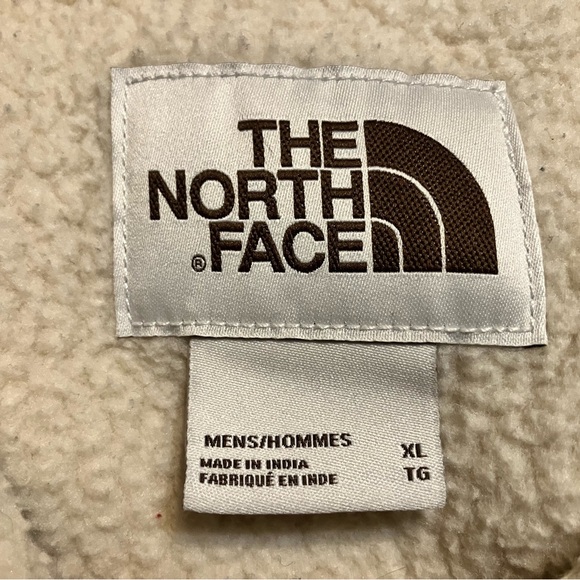 THE
NORTH
FACE
®
MENS/HOMMES XL
MADE IN INDIA
FABRIQUÉ EN INDE TG